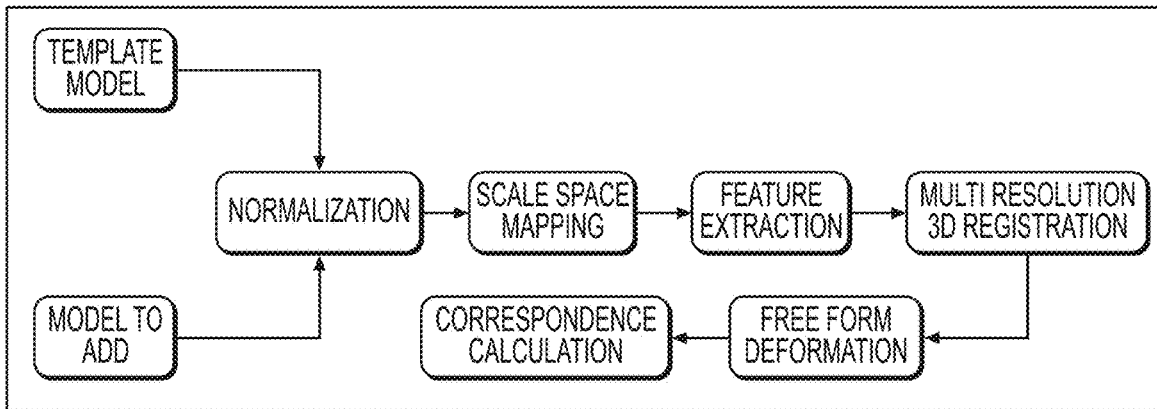 TEMPLATE
MODEL
NORMALIZATION
SCALE SPACE
MAPPING
FEATURE
EXTRACTION
MULTI RESOLUTION
3D REGISTRATION
MODEL TO
ADD
CORRESPONDENCE
CALCULATION
FREE FORM
DEFORMATION